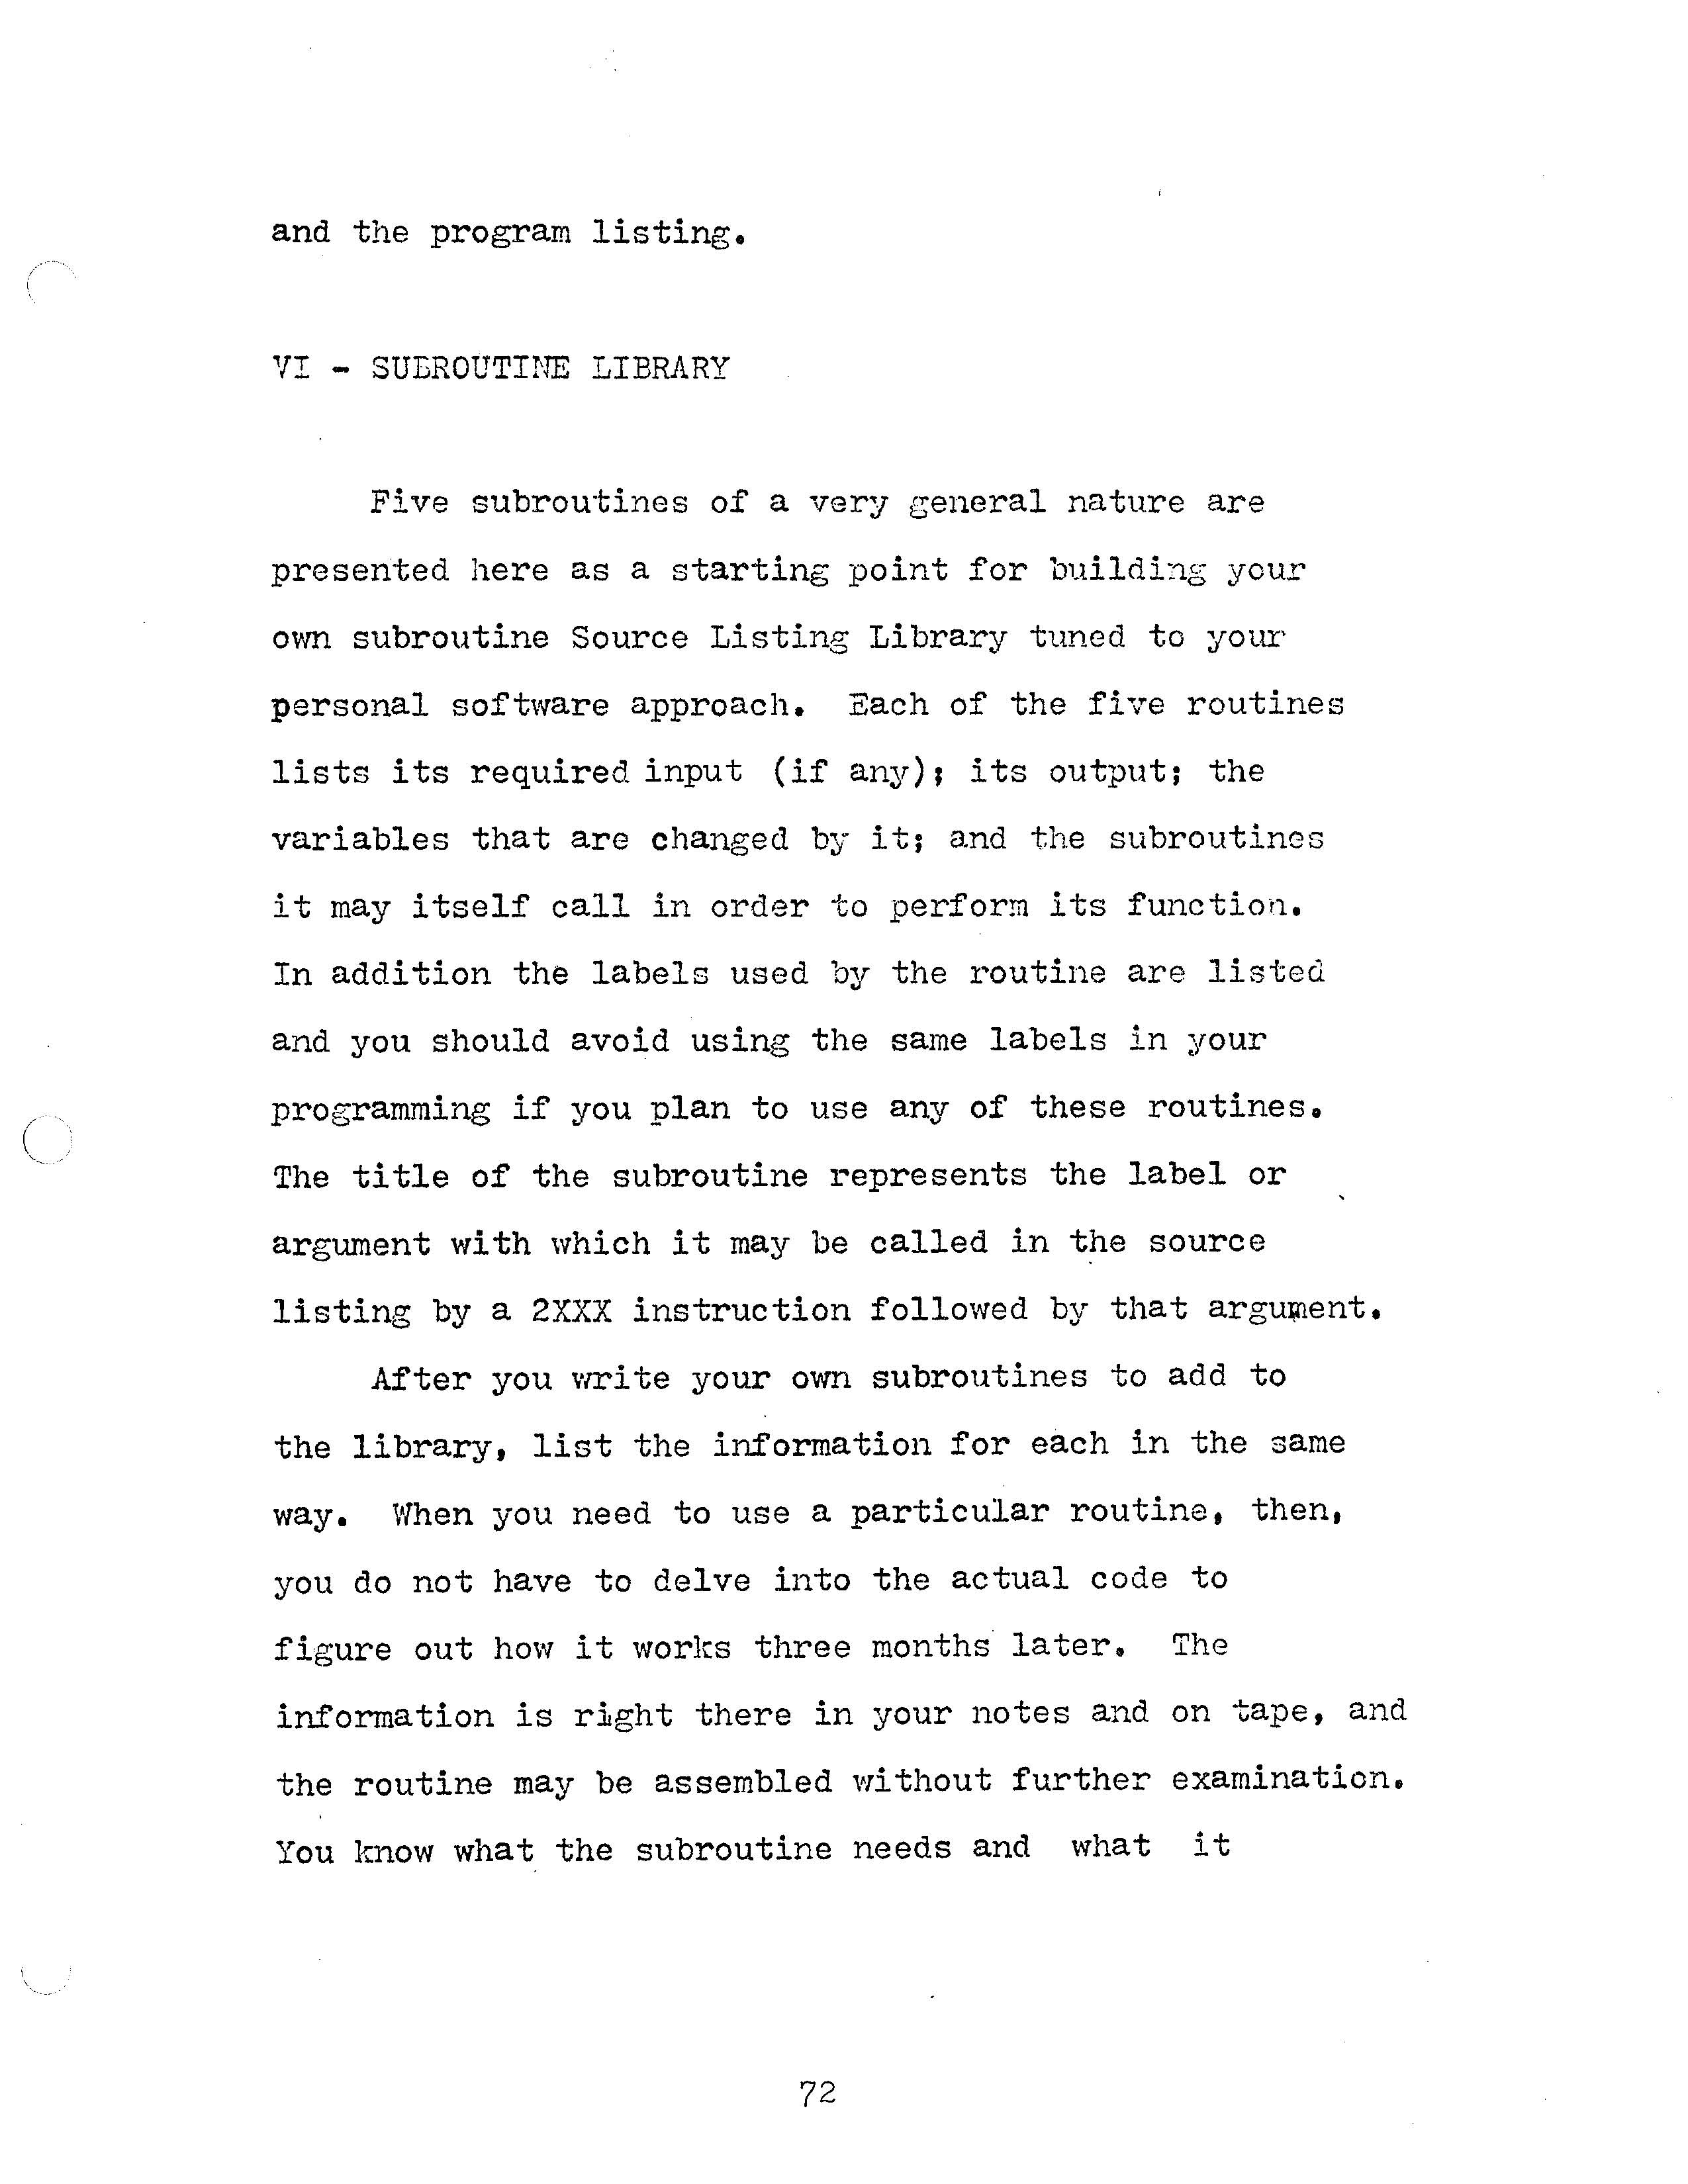 and the program listing.
VI - SUBROUTINE LIBRARY
Five subroutines of a very general nature are
presented here as a starting point for building your
own subroutine Source Listing Library tuned to your
personal software approach. Each of the five routines
lists its required input (if any); its output; the
variables that are changed by it; and the subroutines
it may itself call in order to perform its function.
In addition the labels used by the routine are listed
and you should avoid using the same labels in your
programming if you plan to use any of these routines.
The title of the subroutine represents the label or
argument with which it may be called in the source
listing by a 2XXX instruction followed by that argument.
After you write your own subroutines to add to
the library, list the information for each in the same
way. When you need to use a particular routine, then,
you do not have to delve into the actual code to
figure out how it works three months later. The
information is right there in your notes and on tape, and
the routine may be assembled without further examination.
You know what the subroutine needs and what it
72